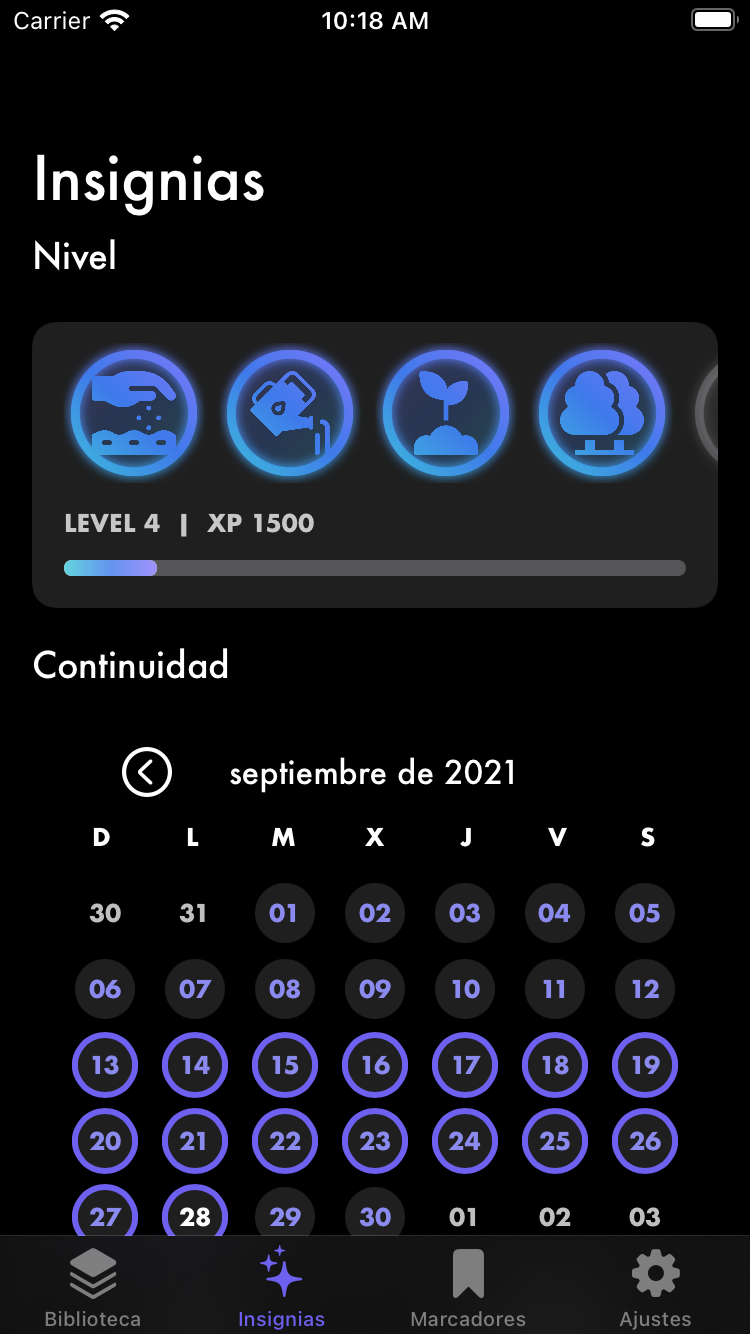 Carrier 10:18 AM
Insignias
Nivel
LEVEL 4 | XP 1500
Continuidad
septiembre de 2021
D L M X J V S
30 31 01 02 03 04 05
06 07 08 09 10 11 12
13 14 15 16 17 18 19
20 21 22 23 24 25 26
27 28 29 30 01 02 03
Biblioteca Insignias Marcadores Ajustes